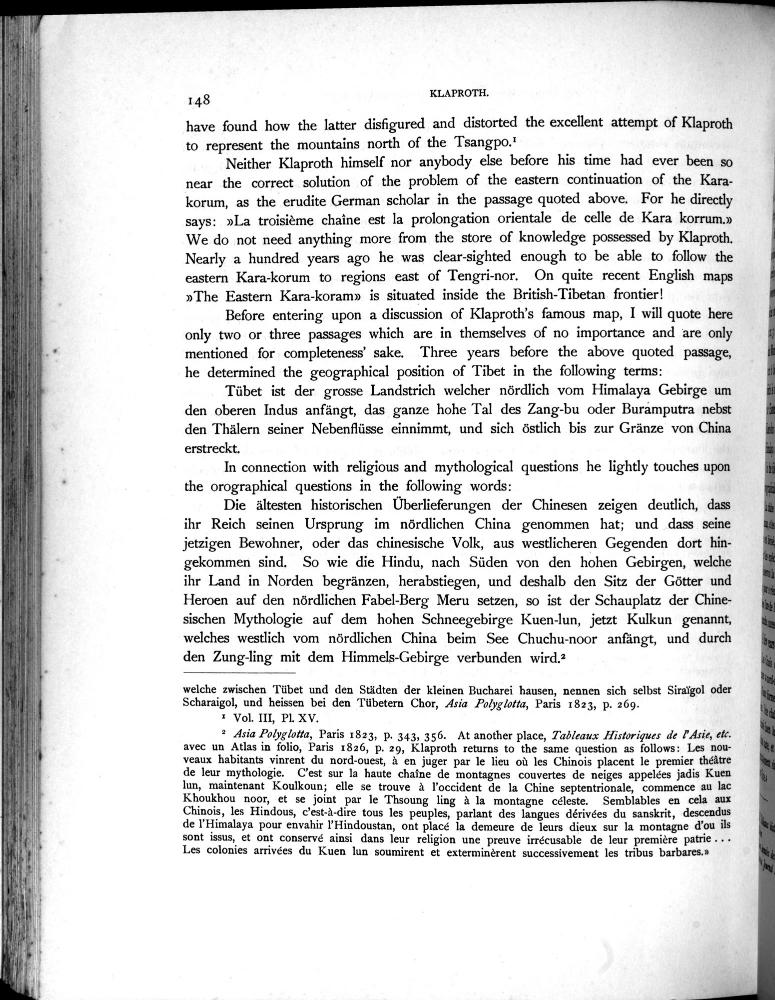 148
KLAPROTH.
have found how the latter disfigured and distorted the excellent attempt of Klaproth
to represent the mountains north of the Tsangpo.¹
Neither Klaproth himself nor anybody else before his time had ever been so
near the correct solution of the problem of the eastern continuation of the Kara-
korum, as the erudite German scholar in the passage quoted above. For he directly
says: »La troisième chaîne est la prolongation orientale de celle de Kara korrum.»
We do not need anything more from the store of knowledge possessed by Klaproth.
Nearly a hundred years ago he was clear-sighted enough to be able to follow the
eastern Kara-korum to regions east of Tengri-nor. On quite recent English maps
»The Eastern Kara-koram» is situated inside the British-Tibetan frontier!
Before entering upon a discussion of Klaproth's famous map, I will quote here
only two or three passages which are in themselves of no importance and are only
mentioned for completeness' sake. Three years before the above quoted passage,
he determined the geographical position of Tibet in the following terms:
Tübet ist der grosse Landstrich welcher nördlich vom Himalaya Gebirge um
den oberen Indus anfängt, das ganze hohe Tal des Zang-bu oder Buramputra nebst
den Thälern seiner Nebenflüsse einnimmt, und sich östlich bis zur Gränze von China
erstreckt.
In connection with religious and mythological questions he lightly touches upon
the orographical questions in the following words:
Die ältesten historischen Überlieferungen der Chinesen zeigen deutlich, dass
ihr Reich seinen Ursprung im nördlichen China genommen hat; und dass seine
jetzigen Bewohner, oder das chinesische Volk, aus westlicheren Gegenden dort hin-
gekommen sind. So wie die Hindu, nach Süden von den hohen Gebirgen, welche
ihr Land in Norden begränzen, herabstiegen, und deshalb den Sitz der Götter und
Heroen auf den nördlichen Fabel-Berg Meru setzen, so ist der Schauplatz der Chine-
sischen Mythologie auf dem hohen Schneegebirge Kuen-lun, jetzt Kulkun genannt,
welches westlich vom nördlichen China beim See Chuchu-noor anfängt, und durch
den Zung-ling mit dem Himmels-Gebirge verbunden wird.²
welche zwischen Tübet und den Städten der kleinen Bucharei hausen, nennen sich selbst Siraïgol oder
Scharaigol, und heissen bei den Tübetern Chor, Asia Polyglotta, Paris 1823, p. 269.
¹ Vol. III, Pl. XV.
² Asia Polyglotta, Paris 1823, p. 343, 356. At another place, Tableaux Historiques de l'Asie, etc.
avec un Atlas in folio, Paris 1826, p. 29, Klaproth returns to the same question as follows: Les nou-
veaux habitants vinrent du nord-ouest, à en juger par le lieu où les Chinois placent le premier théâtre
de leur mythologie. C'est sur la haute chaîne de montagnes couvertes de neiges appelées jadis Kuen
lun, maintenant Koulkoun; elle se trouve à l'occident de la Chine septentrionale, commence au lac
Khoukhou noor, et se joint par le Thsoung ling à la montagne céleste. Semblables en cela aux
Chinois, les Hindous, c'est-à-dire tous les peuples, parlant des langues dérivées du sanskrit, descendus
de l'Himalaya pour envahir l'Hindoustan, ont placé la demeure de leurs dieux sur la montagne d'ou ils
sont issus, et ont conservé ainsi dans leur religion une preuve irrécusable de leur première patrie...
Les colonies arrivées du Kuen lun soumirent et exterminèrent successivement les tribus barbares.»